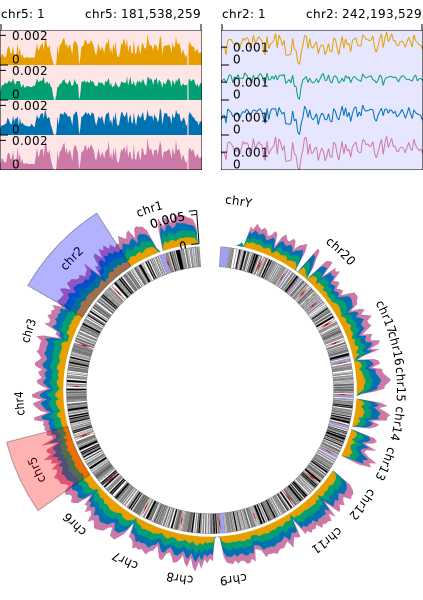 chr5: 1 chr5: 181,538,259 chr2: 1 chr2: 242,193,529
0.002
0
0.002
0
0.002
0
0.002
0
0.001
0
0.001
0
0.001
0
0.001
0
chrY
chr1
0.005
0
chr2
chr20
chr3
chr17
chr16
chr15
chr4
chr14
chr5
chr13
chr6
chr12
chr7
chr11
chr8
chr9